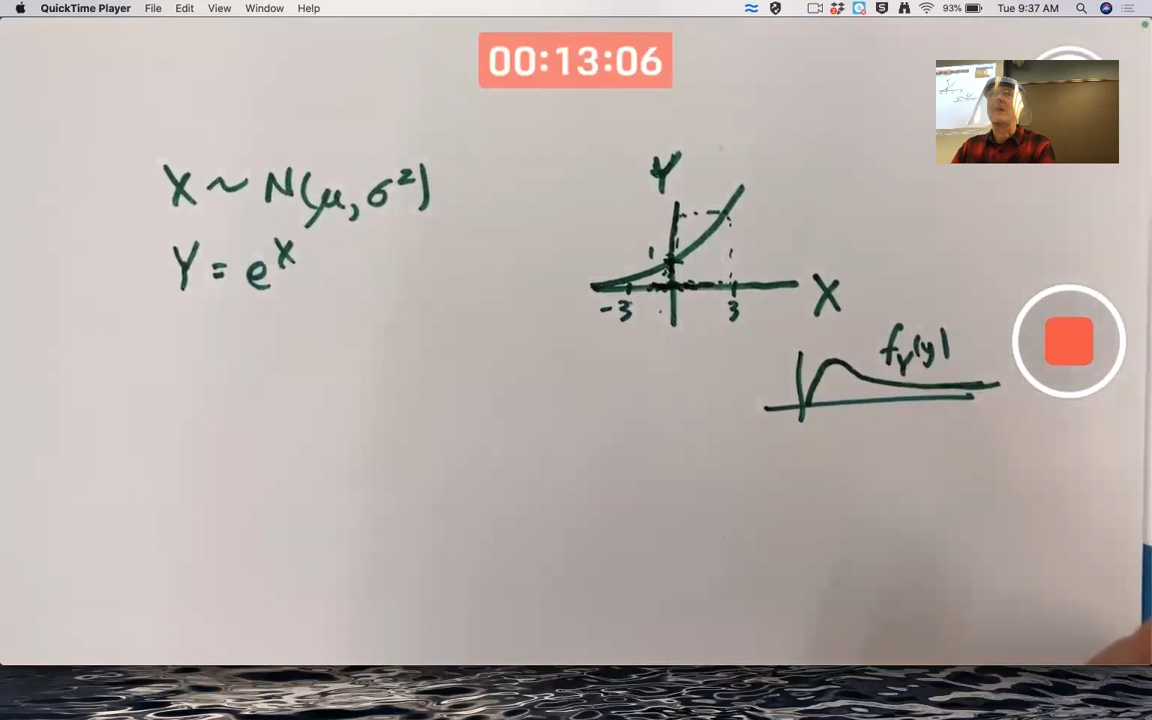 QuickTime Player File Edit View Window Help 93% Tue 9:37 AM
00:13:06
X ~ N(μ, σ²)
Y = e^X
Y
1
-3 3 X
f_Y(y)